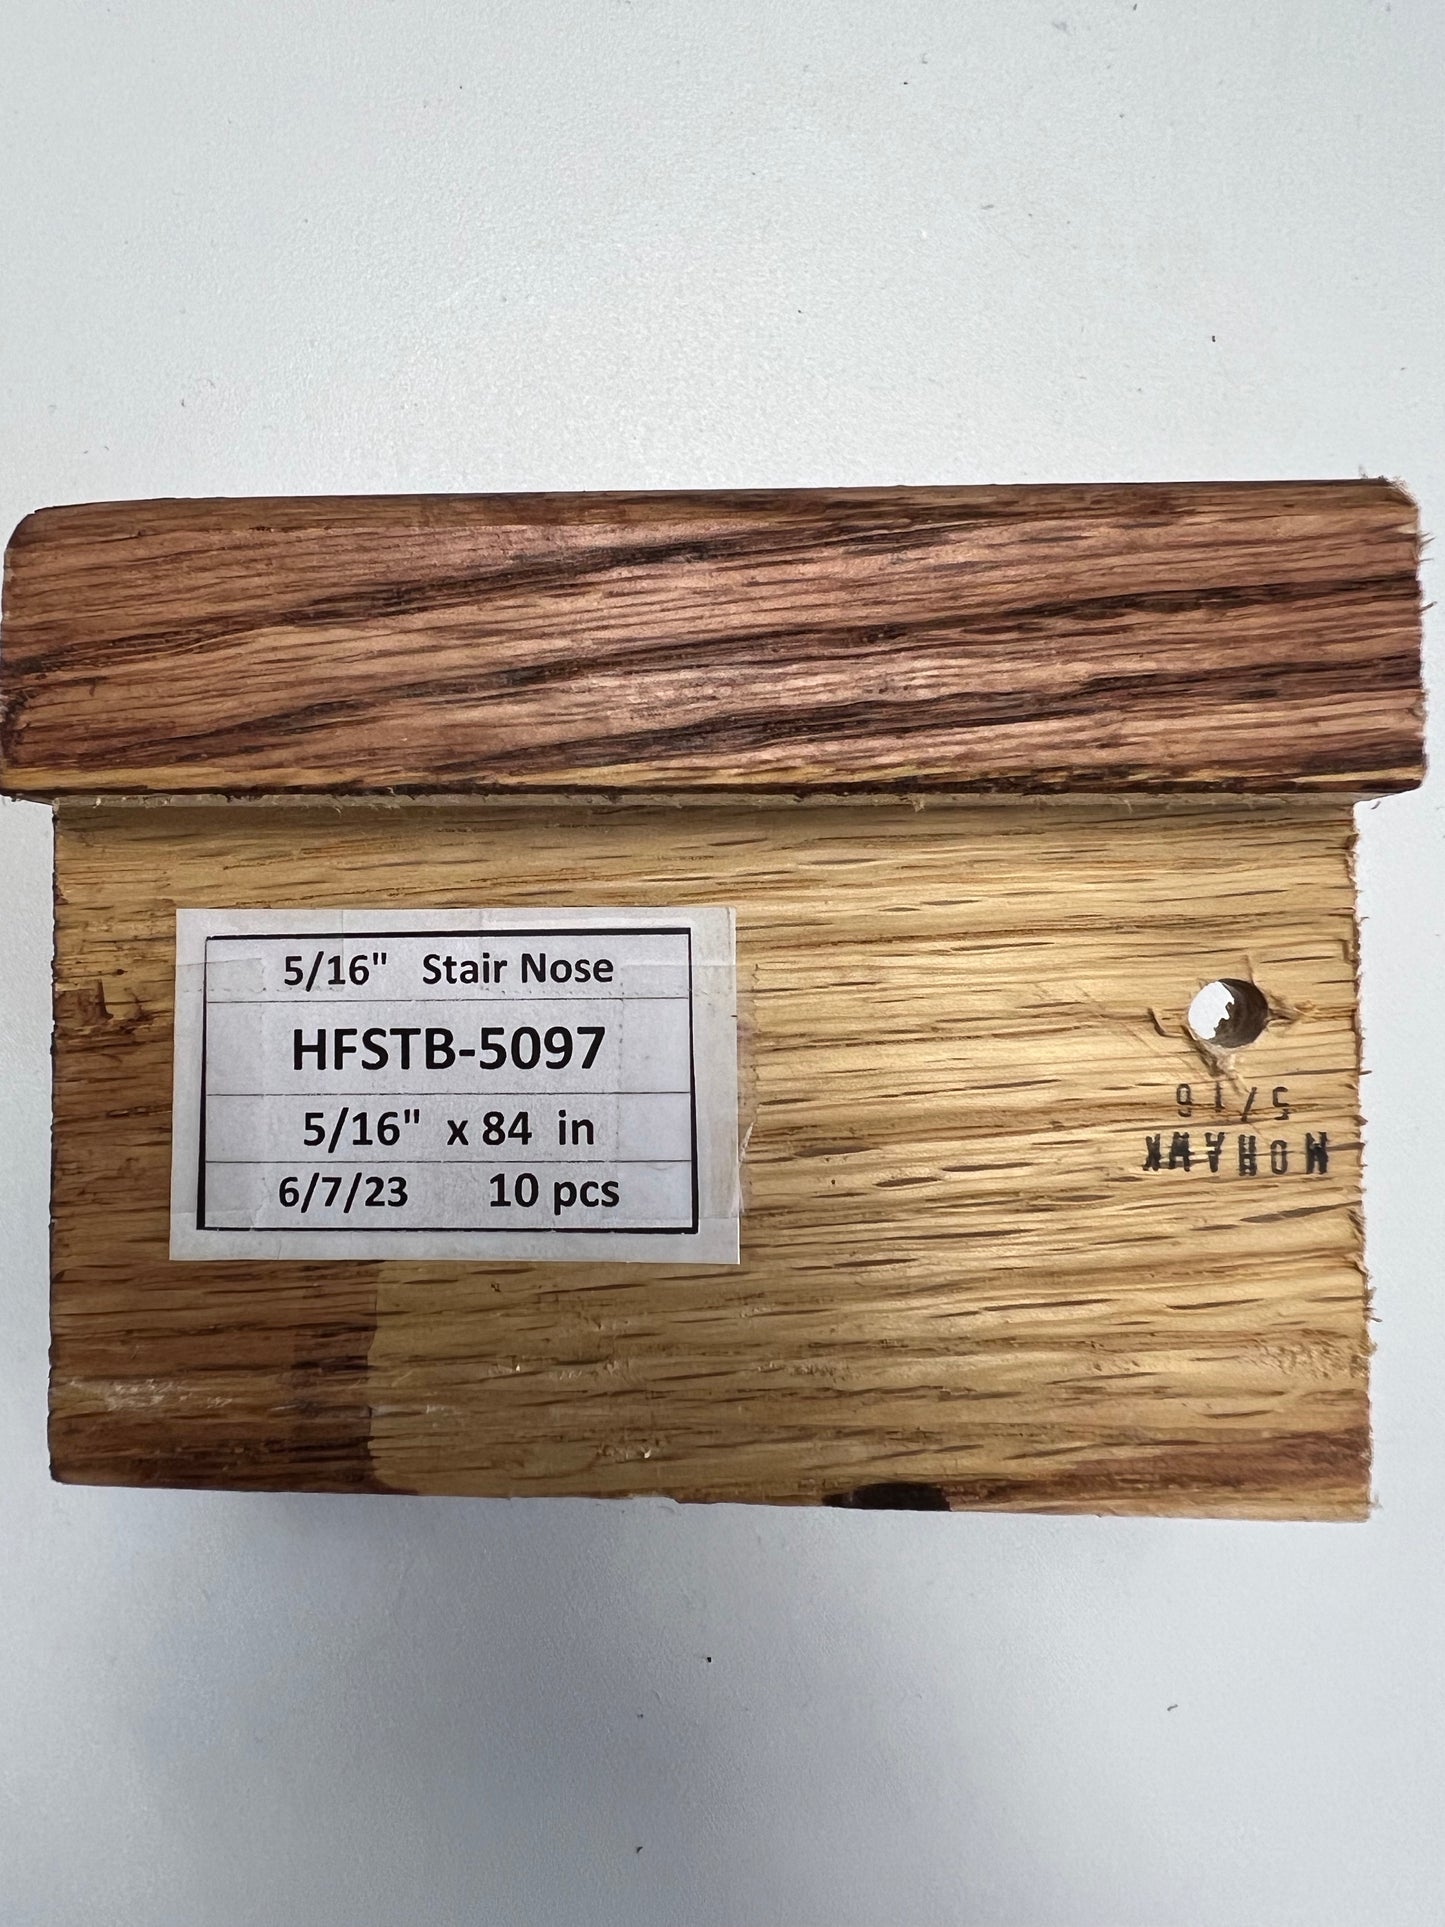 5/16" Stair Nose
HFSTB-5097
5/16" x 84 in
6/7/23 10 pcs
5/16
MOHAWK